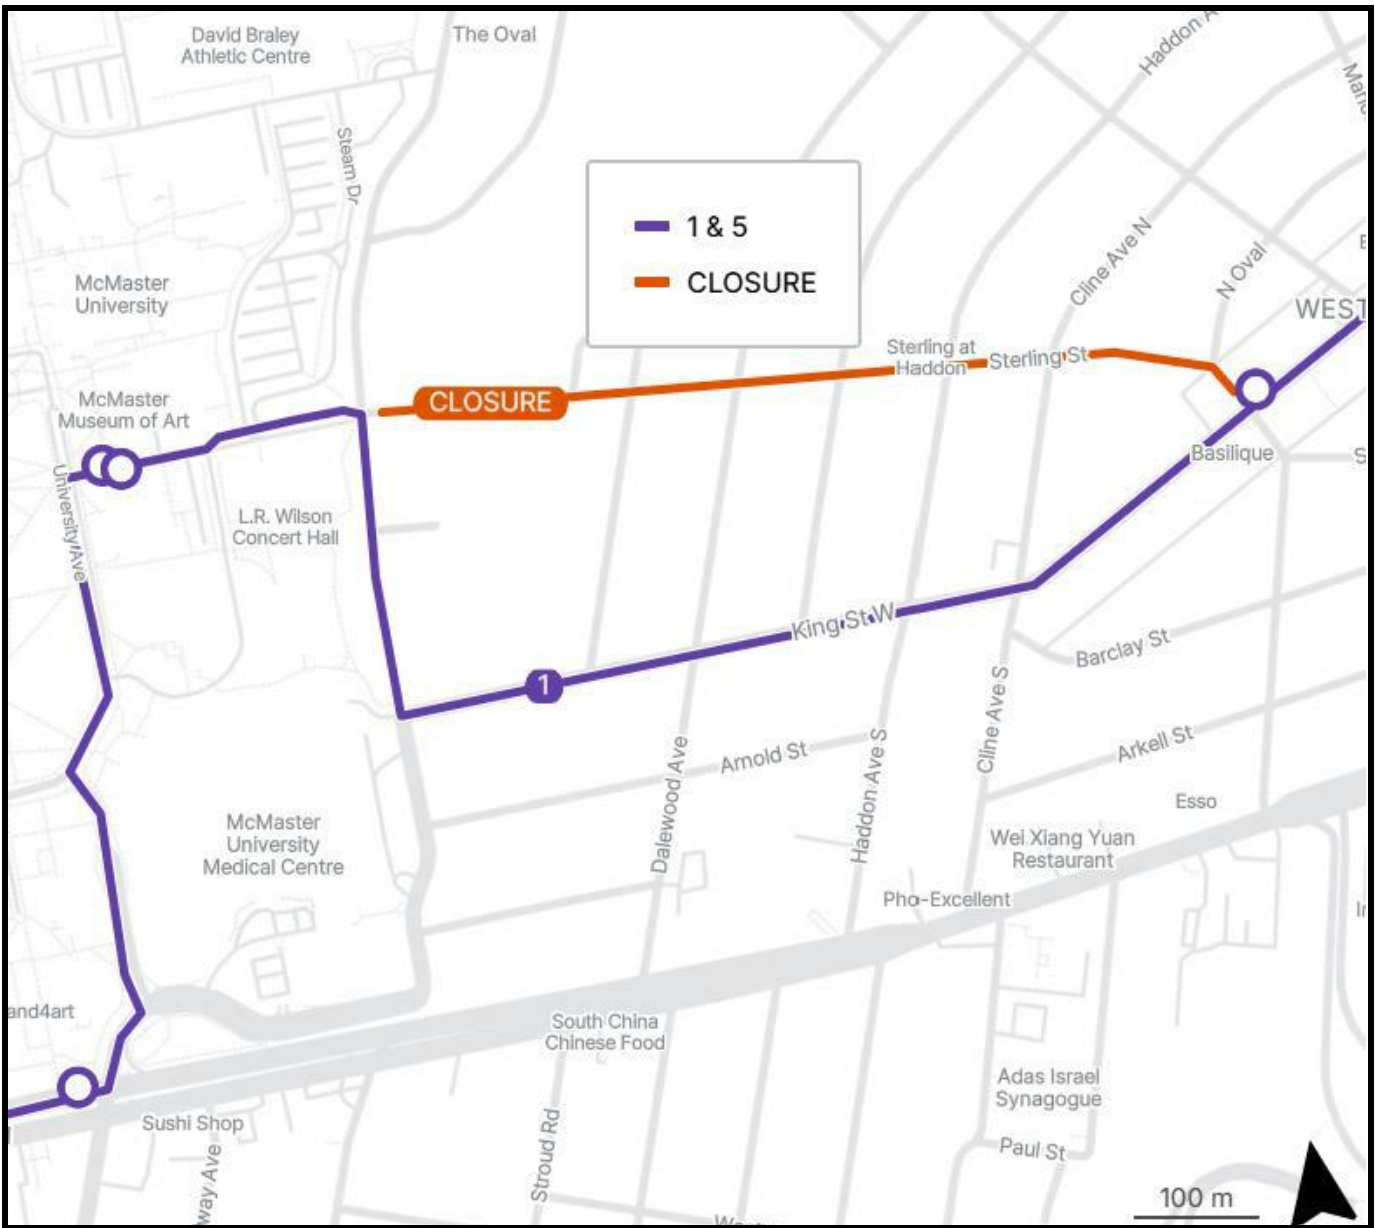 David Braley
Athletic Centre
The Oval
Haddon A
Steam Dr
1 & 5
CLOSURE
Cline Ave N
N Oval
McMaster
University
WEST
Sterling at
Haddon
Sterling St
CLOSURE
McMaster
Museum of Art
Basilique
S
University Ave
L.R. Wilson
Concert Hall
King St W
Barclay St
1
Cline Ave S
Arnold St
Arkell St
Dalewood Ave
Haddon Ave S
Esso
McMaster
University
Medical Centre
Wei Xiang Yuan
Restaurant
Pho-Excellent
and4art
South China
Chinese Food
Adas Israel
Synagogue
Sushi Shop
Stroud Rd
Paul St
way Ave
100 m